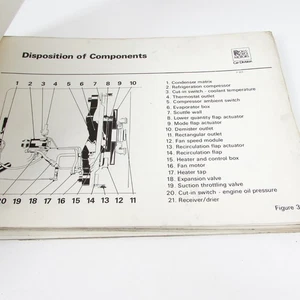 Disposition of Components
1 2 3 4 5 6 7 8 9 10
1. Condenser matrix
2. Refrigeration compressor
3. Cut-in switch - coolant temperature
4. Thermostat outlet
5. Compressor ambient switch
6. Evaporator box
7. Scuttle wall
8. Lower quantity flap actuator
9. Mode flap actuator
10. Demister outlet
11. Rectangular outlet
12. Fan speed module
13. Recirculation flap actuator
14. Recirculation flap
15. Heater and control box
16. Fan motor
17. Heater tap
18. Expansion valve
19. Suction throttling valve
20. Cut-in switch - engine oil pressure
21. Receiver/drier
20 19 18 17 16 15 14 13 12 11
Figure 3